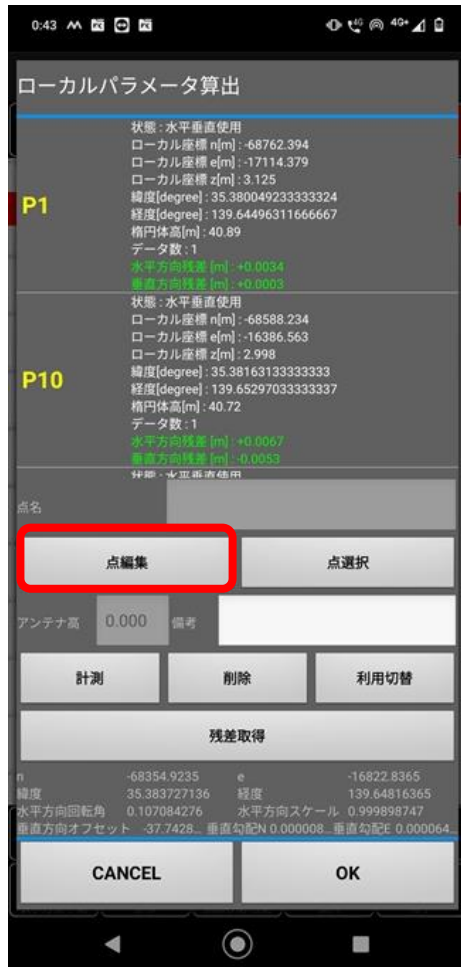 0:43
4G+
ローカルパラメータ算出
状態 : 水平垂直使用
ローカル座標 n[m] : -68762.394
ローカル座標 e[m] : -17114.379
ローカル座標 z[m] : 3.125
P1
緯度[degree] : 35.380049233333324
経度[degree] : 139.64496311666667
楕円体高[m] : 40.89
データ数 : 1
水平方向残差 [m] : +0.0034
垂直方向残差 [m] : +0.0003
状態 : 水平垂直使用
ローカル座標 n[m] : -68588.234
ローカル座標 e[m] : -16386.563
ローカル座標 z[m] : 2.998
P10
緯度[degree] : 35.38163133333333
経度[degree] : 139.65297033333337
楕円体高[m] : 40.72
データ数 : 1
水平方向残差 [m] : +0.0067
垂直方向残差 [m] : -0.0053
状態 : 水平垂直使用
点名
点編集 点選択
アンテナ高 0.000 備考
計測 削除 利用切替
残差取得
n -68354.9235 e -16822.8365
緯度 35.383727136 経度 139.64816365
水平方向回転角 0.107084276 水平方向スケール 0.999898747
垂直方向オフセット -37.7428... 垂直勾配N 0.000008... 垂直勾配E 0.000064...
CANCEL OK